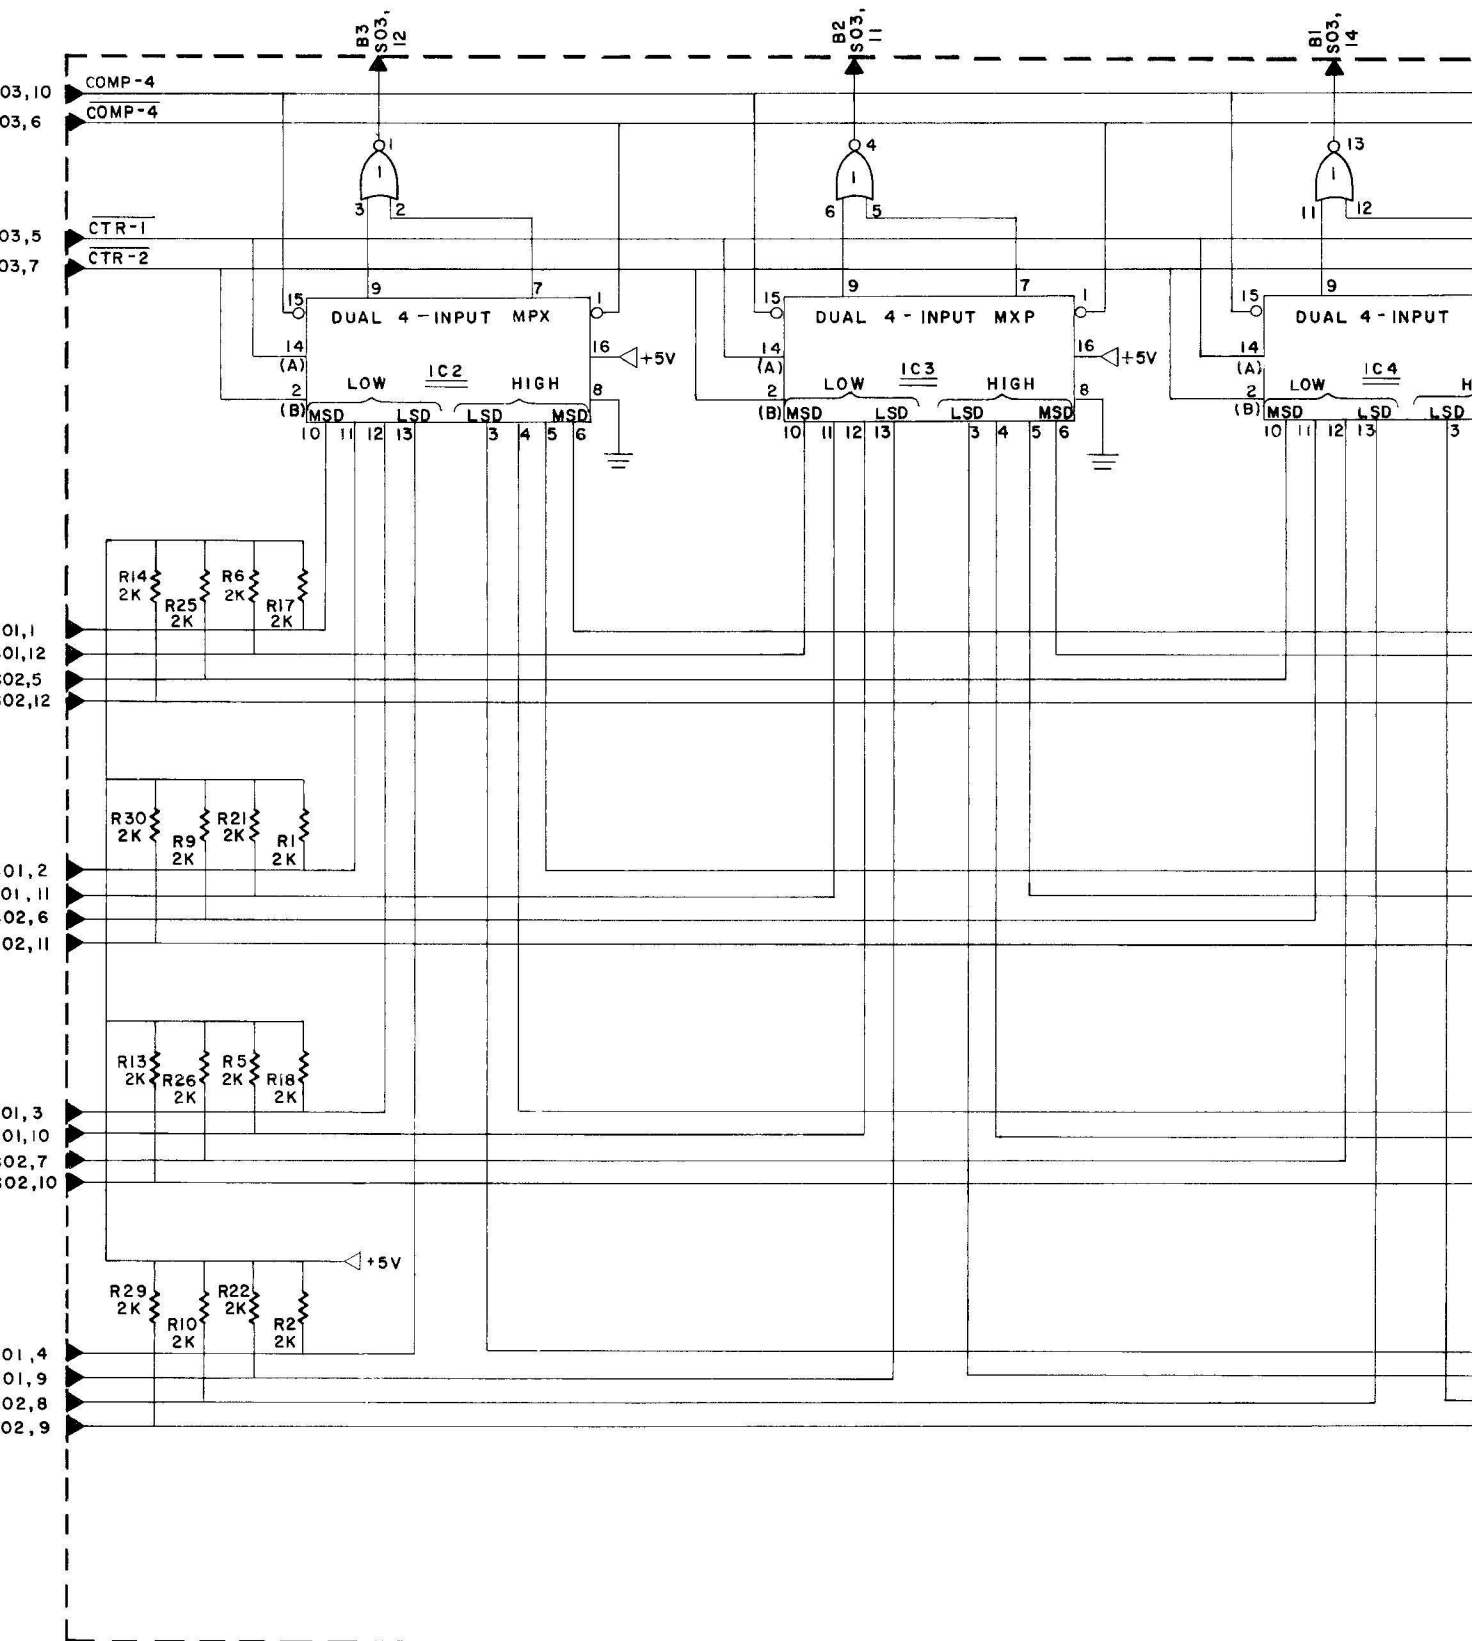 B3
S03,
12
B2
S03,
11
B1
S03,
14
03,10 COMP-4
03,6 COMP-4
1 4 13
1 1 1
3 2 6 5 11 12
03,5 CTR-1
03,7 CTR-2
9 7 9 7 9
15 1 15 1 15
DUAL 4-INPUT MPX DUAL 4-INPUT MXP DUAL 4-INPUT
14 16 +5V 14 16 +5V 14
(A) (A) (A)
LOW IC2 HIGH LOW IC3 HIGH LOW IC4 H
2 8 2 8 2
(B) MSD LSD LSD MSD (B) MSD LSD LSD MSD (B) MSD LSD LSD
10 11 12 13 3 4 5 6 10 11 12 13 3 4 5 6 10 11 12 13 3
R14 R6
2K 2K
R25 R17
2K 2K
01,1
01,12
02,5
02,12
R30 R21
2K 2K
R9 R1
2K 2K
01,2
01,11
02,6
02,11
R13 R5
2K 2K
R26 R18
2K 2K
01,3
01,10
02,7
02,10
+5V
R29 R22
2K 2K
R10 R2
2K 2K
01,4
01,9
02,8
02,9